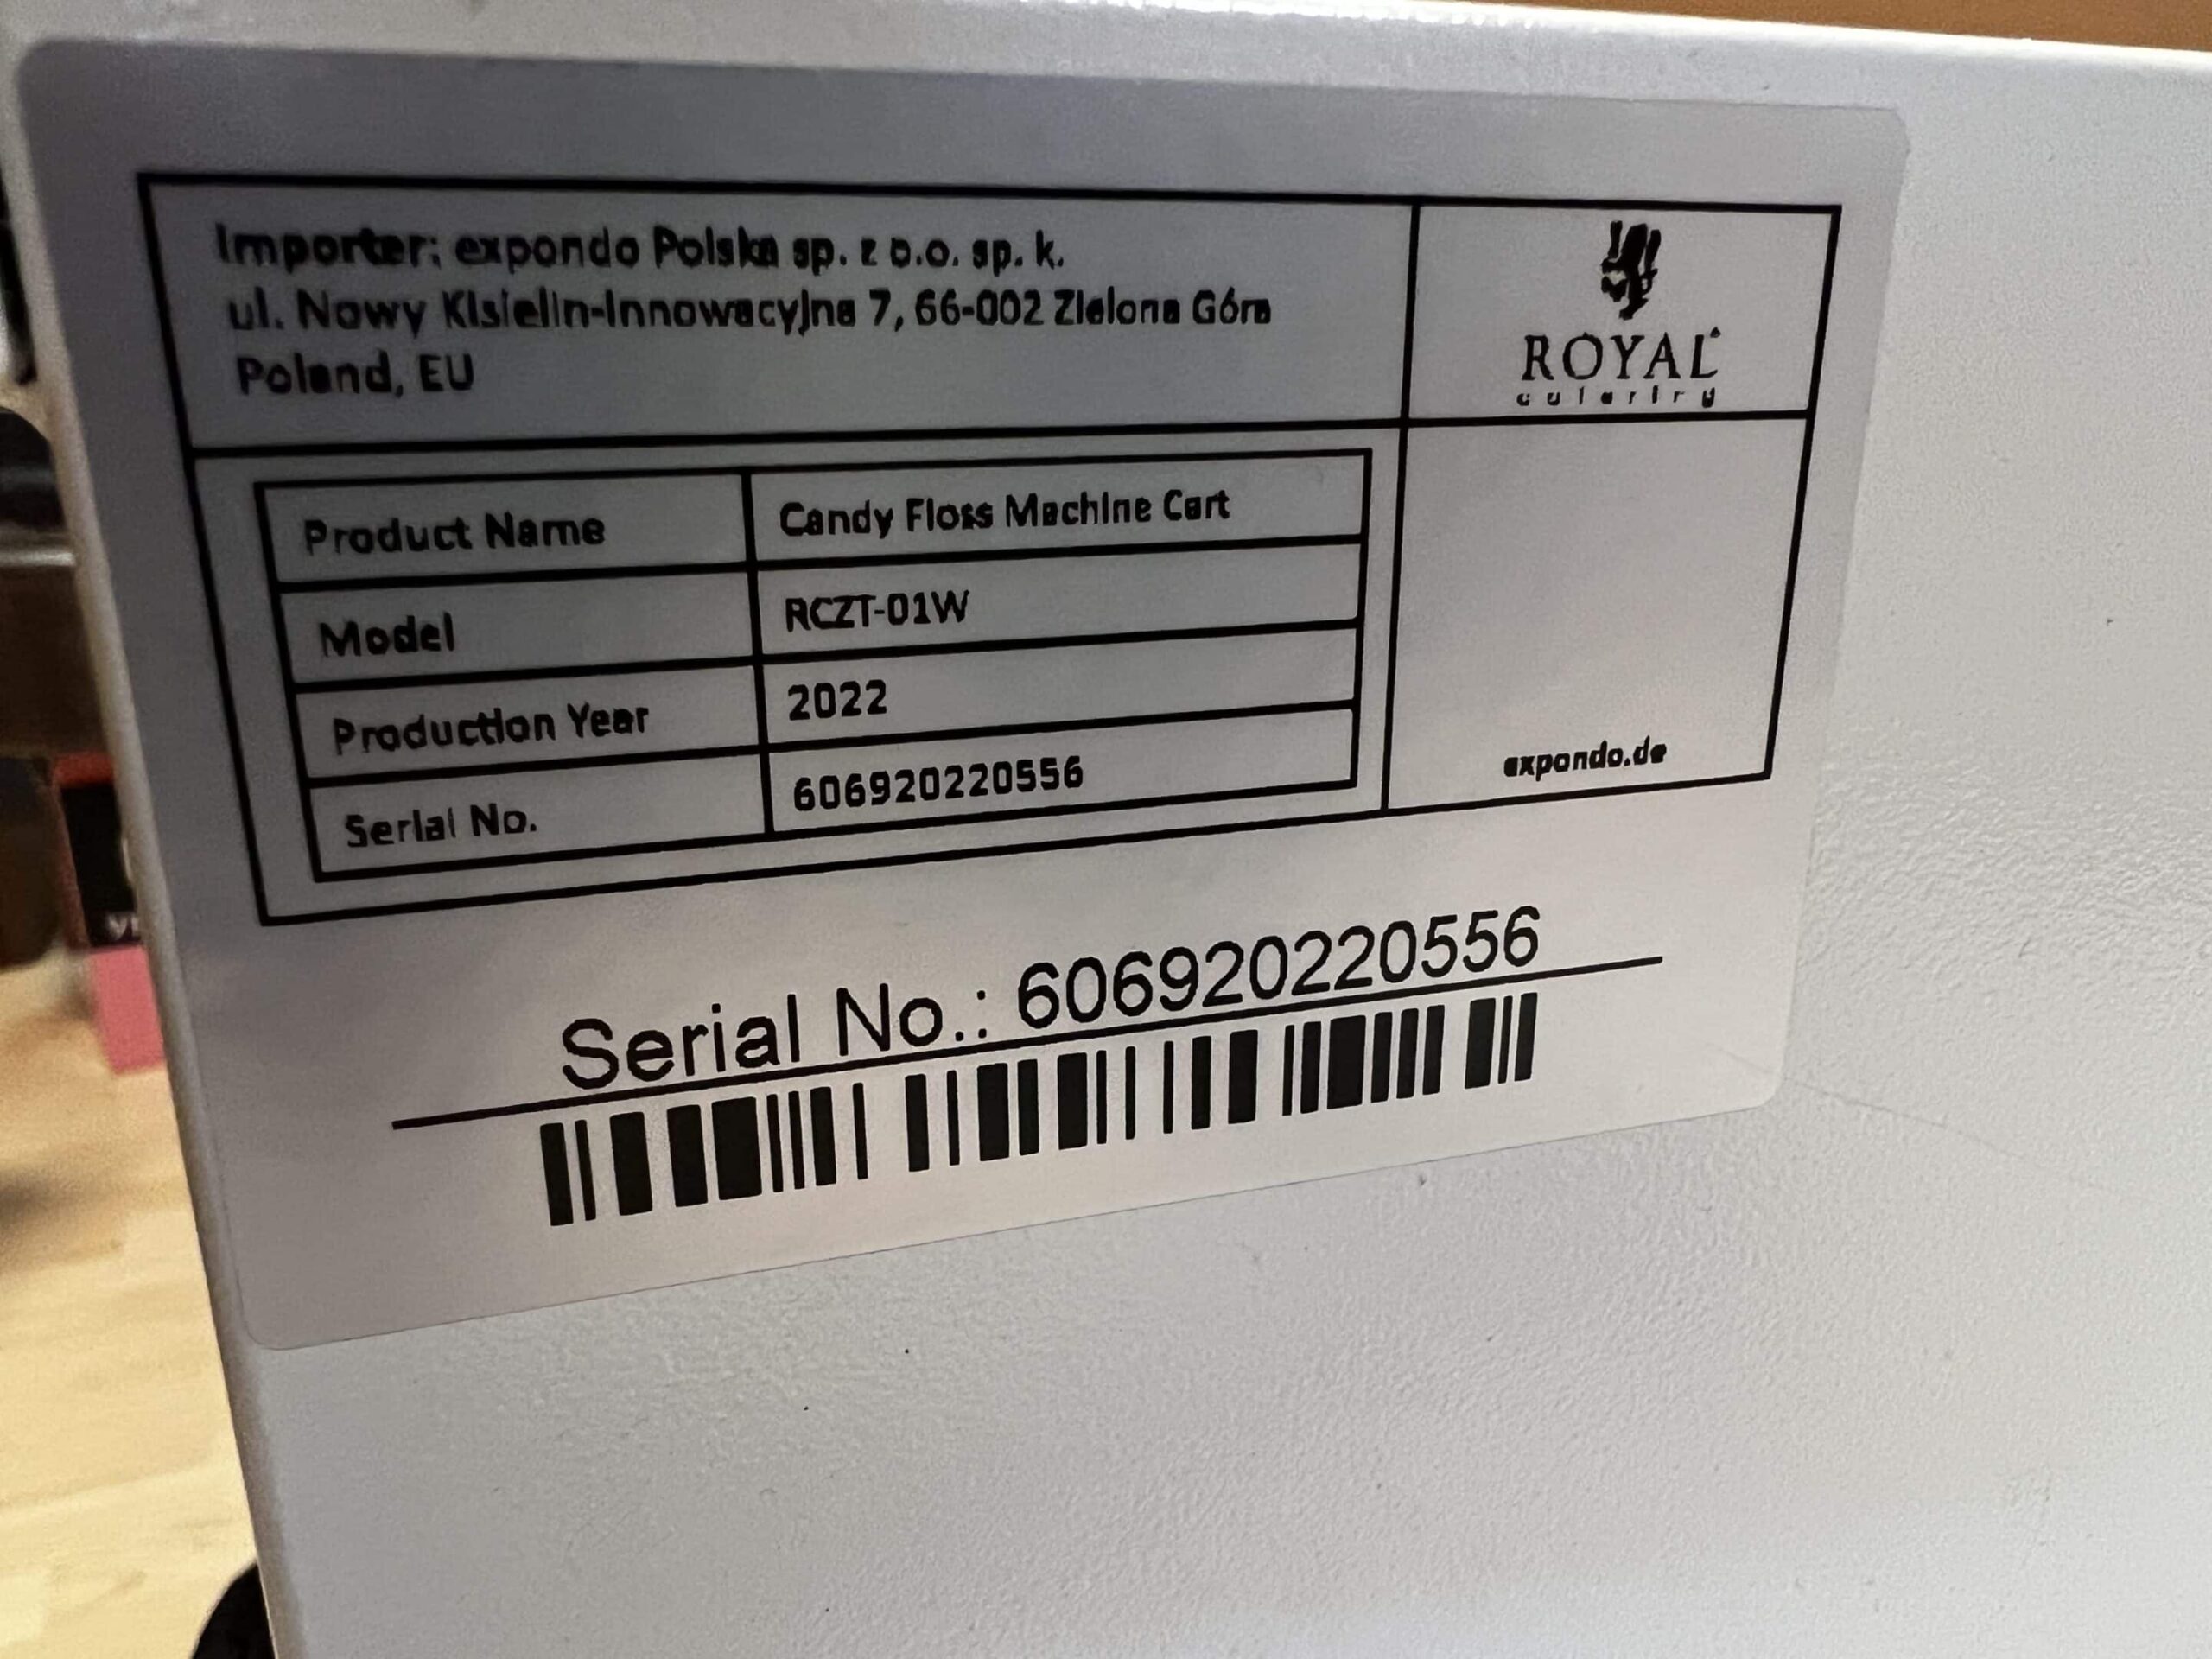 Importer: expondo Polska sp. z o.o. sp. k.
ul. Nowy Kisielin-Innowacyjna 7, 66-002 Zielona Góra
Poland, EU
ROYAL
Product Name Candy Floss Machine Cart
Model RCZT-01W
Production Year 2022
Serial No. 606920220556
expondo.de
Serial No.: 606920220556